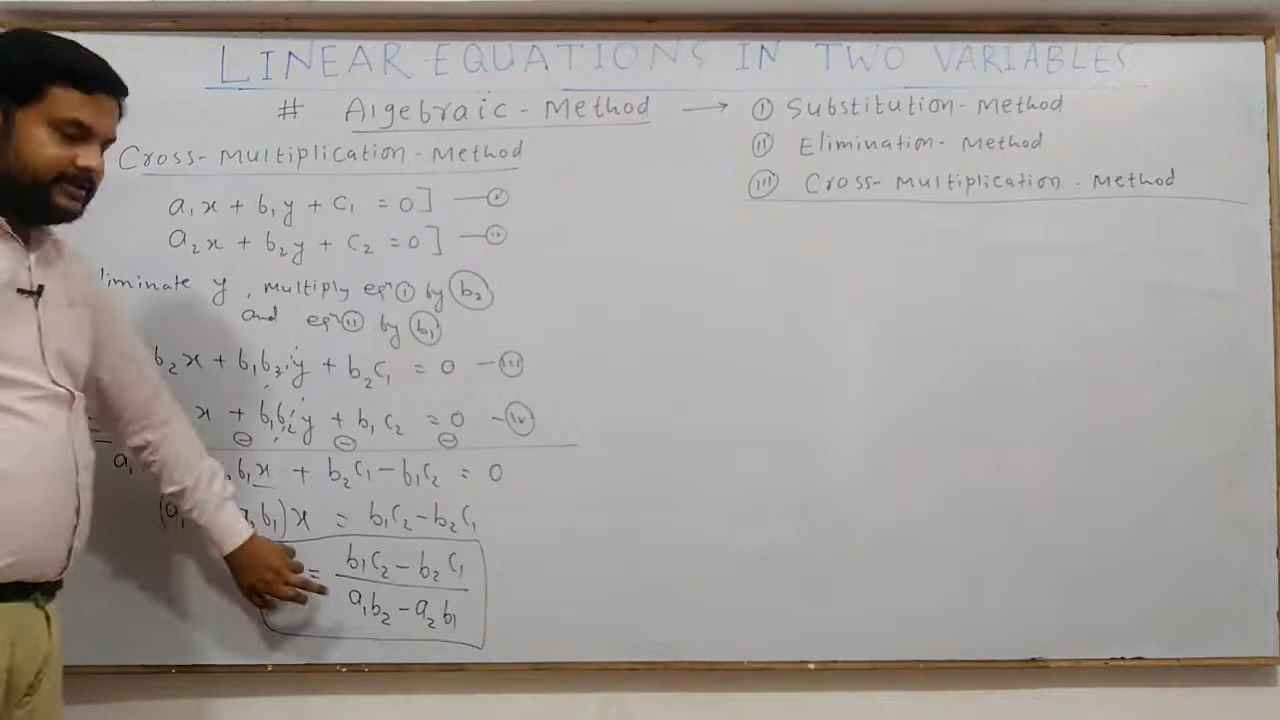 LINEAR EQUATIONS IN TWO VARIABLES
# Algebraic - Method → (i) Substitution - Method
(ii) Elimination - Method
(iii) Cross - Multiplication - Method
Cross - Multiplication - Method
a₁x + b₁y + c₁ = 0] — (i)
a₂x + b₂y + c₂ = 0] — (ii)
liminate y, multiply eqⁿ (i) by b₂
and eqⁿ (ii) by b₁
b₂x + b₁b₂y + b₂c₁ = 0 — (iii)
x + b₁b₂y + b₁c₂ = 0 — (iv)
⊖ ⊖ ⊖
a₁ b₁x + b₂c₁ - b₁c₂ = 0
(a₁ b₁)x = b₁c₂ - b₂c₁
= b₁c₂ - b₂c₁
a₁b₂ - a₂b₁